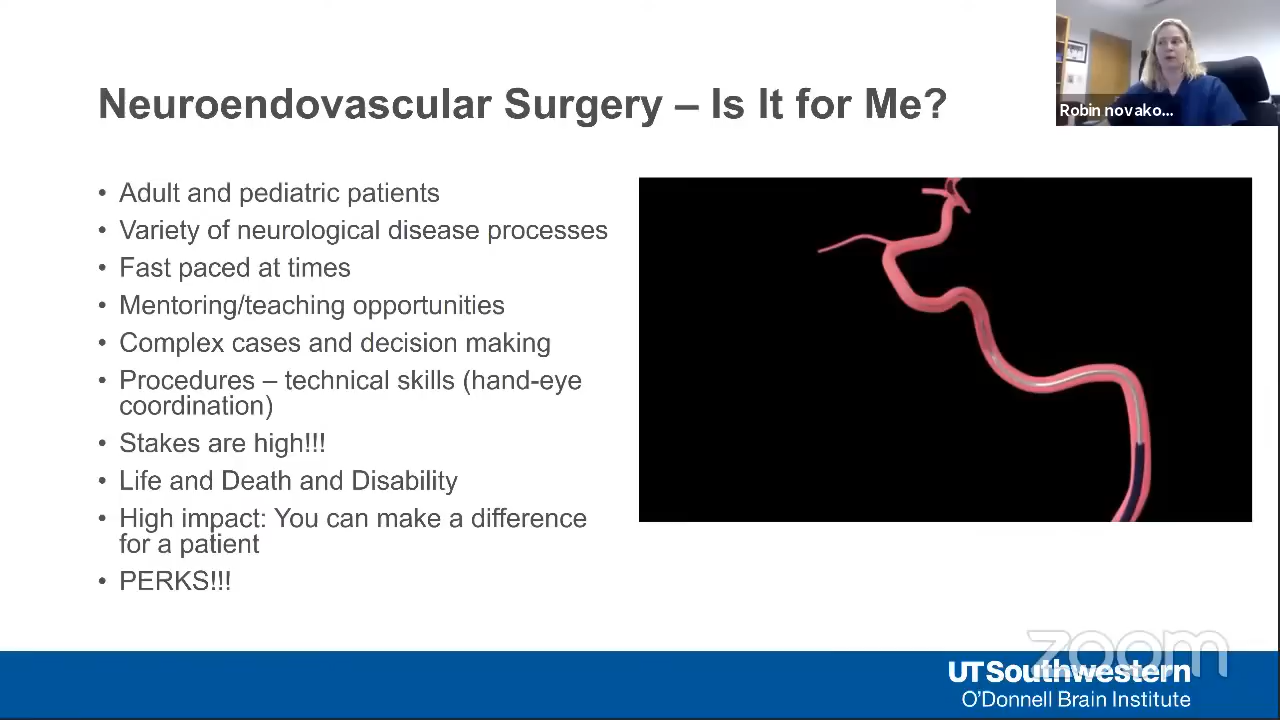 Neuroendovascular Surgery – Is It for Me?
Robin novako...
• Adult and pediatric patients
• Variety of neurological disease processes
• Fast paced at times
• Mentoring/teaching opportunities
• Complex cases and decision making
• Procedures – technical skills (hand-eye
coordination)
• Stakes are high!!!
• Life and Death and Disability
• High impact: You can make a difference
for a patient
• PERKS!!!
zoom
UTSouthwestern
O'Donnell Brain Institute